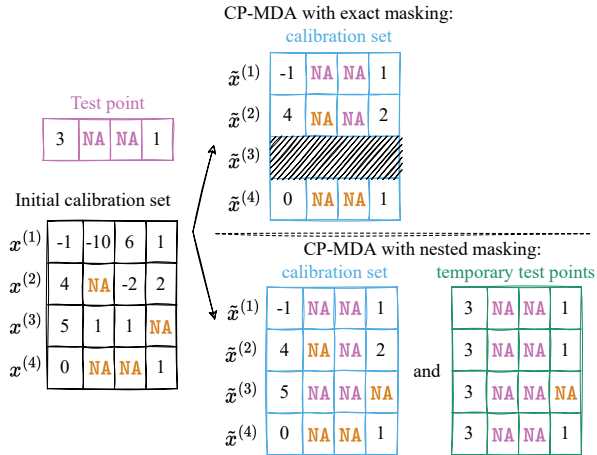 CP-MDA with exact masking:
calibration set
x̃⁽¹⁾ -1 NA NA 1
x̃⁽²⁾ 4 NA NA 2
x̃⁽³⁾
x̃⁽⁴⁾ 0 NA NA 1
Test point
3 NA NA 1
Initial calibration set
x⁽¹⁾ -1 -10 6 1
x⁽²⁾ 4 NA -2 2
x⁽³⁾ 5 1 1 NA
x⁽⁴⁾ 0 NA NA 1
CP-MDA with nested masking:
calibration set
x̃⁽¹⁾ -1 NA NA 1
x̃⁽²⁾ 4 NA NA 2
x̃⁽³⁾ 5 NA NA NA
x̃⁽⁴⁾ 0 NA NA 1
and
temporary test points
3 NA NA 1
3 NA NA 1
3 NA NA NA
3 NA NA 1